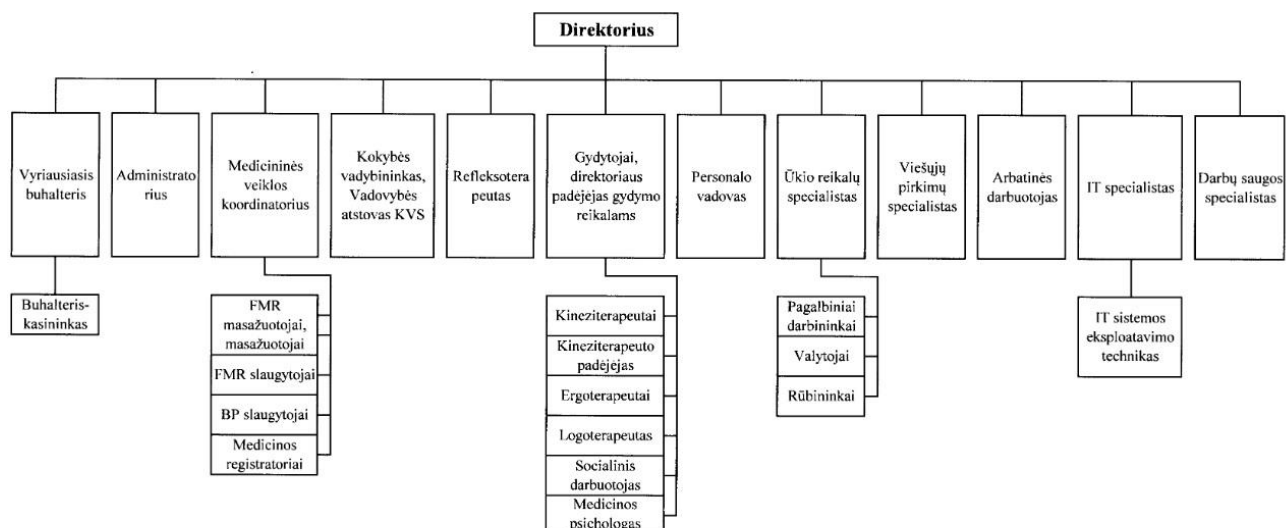 Direktorius
Vyriausiasis
buhalteris
Administrato
rius
Medicininės
veiklos
koordinatorius
Kokybės
vadybininkas,
Vadovybės
atstovas KVS
Refleksotera
peutas
Gydytojai,
direktoriaus
padėjėjas gydymo
reikalams
Personalo
vadovas
Ūkio reikalų
specialistas
Viešųjų
pirkimų
specialistas
Arbatinės
darbuotojas
IT specialistas
Darbų saugos
specialistas
Buhalteris-
kasininkas
FMR
masažuotojai,
masažuotojai
FMR slaugytojai
BP slaugytojai
Medicinos
registratoriai
Kineziterapeutai
Kineziterapeuto
padėjėjas
Ergoterapeutai
Logoterapeutas
Socialinis
darbuotojas
Medicinos
psichologas
Pagalbiniai
darbininkai
Valytojai
Rūbininkai
IT sistemos
eksploatavimo
technikas